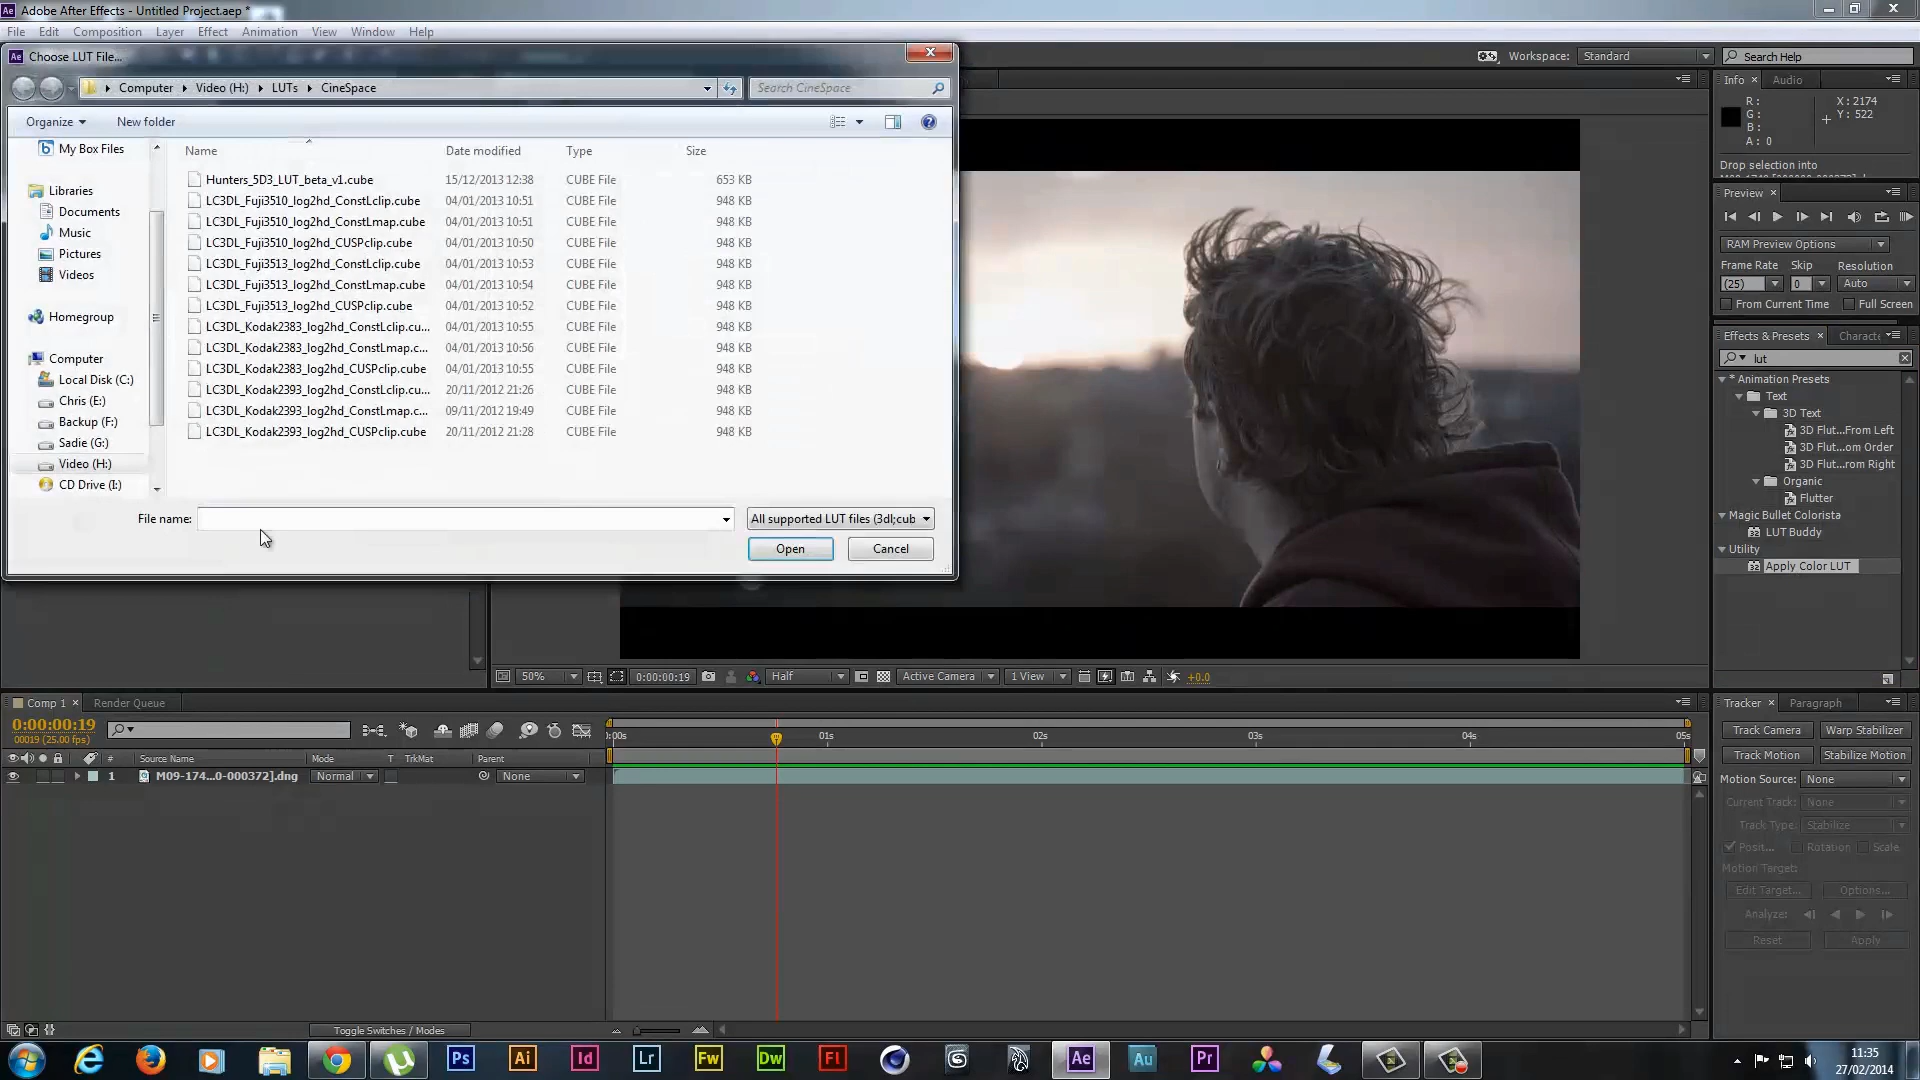 Adobe After Effects - Untitled Project.aep *
File Edit Composition Layer Effect Animation View Window Help
Choose LUT File...
Workspace: Standard
Search Help
Computer Video (H:) LUTs CineSpace
Search CineSpace
Organize New folder
My Box Files
Libraries
Documents
Music
Pictures
Videos
Homegroup
Computer
Local Disk (C:)
Chris (E:)
Backup (F:)
Sadie (G:)
Video (H:)
CD Drive (I:)
Name Date modified Type Size
Hunters_5D3_LUT_beta_v1.cube 15/12/2013 12:38 CUBE File 653 KB
LC3DL_Fuji3510_log2hd_ConstLclip.cube 04/01/2013 10:51 CUBE File 948 KB
LC3DL_Fuji3510_log2hd_ConstLmap.cube 04/01/2013 10:51 CUBE File 948 KB
LC3DL_Fuji3510_log2hd_CUSPclip.cube 04/01/2013 10:50 CUBE File 948 KB
LC3DL_Fuji3513_log2hd_ConstLclip.cube 04/01/2013 10:53 CUBE File 948 KB
LC3DL_Fuji3513_log2hd_ConstLmap.cube 04/01/2013 10:54 CUBE File 948 KB
LC3DL_Fuji3513_log2hd_CUSPclip.cube 04/01/2013 10:52 CUBE File 948 KB
LC3DL_Kodak2383_log2hd_ConstLclip.cu... 04/01/2013 10:55 CUBE File 948 KB
LC3DL_Kodak2383_log2hd_ConstLmap.c... 04/01/2013 10:56 CUBE File 948 KB
LC3DL_Kodak2383_log2hd_CUSPclip.cube 04/01/2013 10:55 CUBE File 948 KB
LC3DL_Kodak2393_log2hd_ConstLclip.cu... 20/11/2012 21:26 CUBE File 948 KB
LC3DL_Kodak2393_log2hd_ConstLmap.c... 09/11/2012 19:49 CUBE File 948 KB
LC3DL_Kodak2393_log2hd_CUSPclip.cube 20/11/2012 21:28 CUBE File 948 KB
File name:
All supported LUT files (3dl;cub
Open Cancel
Info Audio
R: X: 2174
G: Y: 522
B:
A: 0
Drop selection into
Preview
RAM Preview Options
Frame Rate Skip Resolution
(25) 0 Auto
From Current Time Full Screen
Effects & Presets Characte
lut
* Animation Presets
Text
3D Text
3D Flut...From Left
3D Flut...om Order
3D Flut...rom Right
Organic
Flutter
Magic Bullet Colorista
LUT Buddy
Utility
Apply Color LUT
50% 0:00:00:19 Half Active Camera 1 View +0.0
Comp 1 Render Queue
0:00:00:19
00019 (25.00 fps)
# Source Name Mode T TrkMat Parent
1 M09-174...0-000372].dng Normal None
):00s 01s 02s 03s 04s 05s
Toggle Switches / Modes
Tracker Paragraph
Track Camera Warp Stabilizer
Track Motion Stabilize Motion
Motion Source: None
Current Track: None
Track Type: Stabilize
Posit... Rotation Scale
Motion Target:
Edit Target... Options...
Analyze:
Reset Apply
Ps Ai Id Lr Fw Dw Fl Ae Au Pr
11:35
27/02/2014